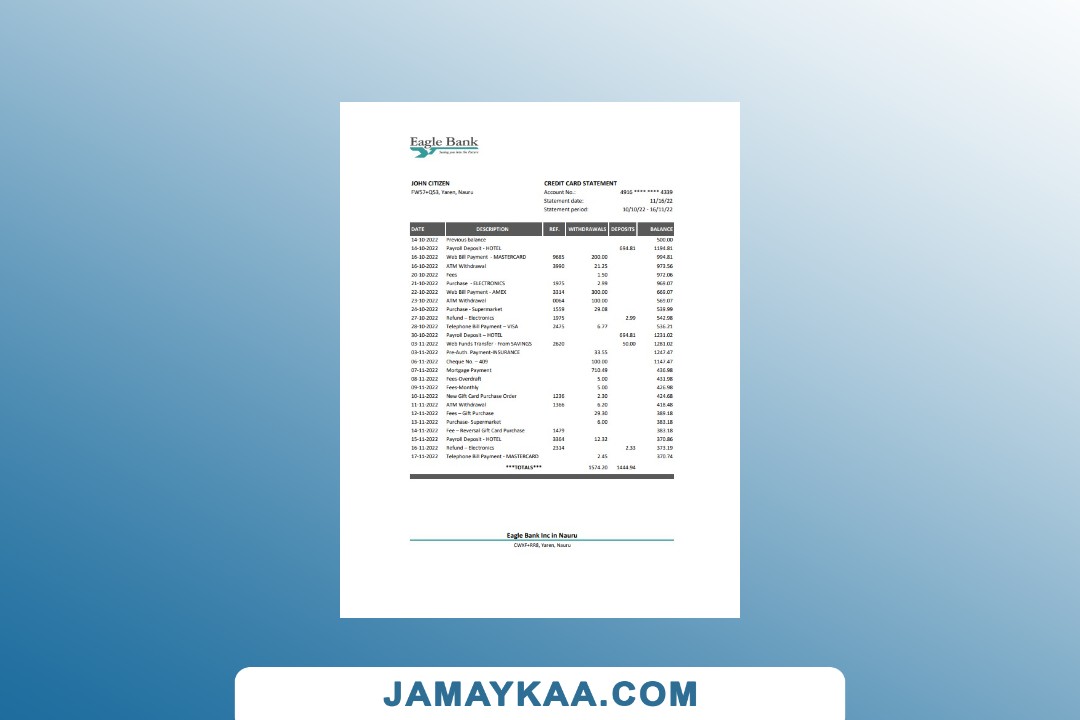 Eagle Bank
JOHN CITIZEN CREDIT CARD STATEMENT
FW57+Q53, Yaren, Nauru Account No.: 4916 **** **** 4339
Statement date: 11/16/22
Statement period: 10/10/22 - 16/11/22
DATE DESCRIPTION REF. WITHDRAWALS DEPOSITS BALANCE
14-10-2022 Previous balance 500.00
14-10-2022 Payroll Deposit - HOTEL 694.81 1194.81
16-10-2022 Web Bill Payment - MASTERCARD 9685 200.00 994.81
16-10-2022 ATM Withdrawal 3990 21.25 973.56
20-10-2022 Fees 1.50 972.06
21-10-2022 Purchase - ELECTRONICS 1975 2.99 969.07
22-10-2022 Web Bill Payment - AMEX 3314 300.00 669.07
23-10-2022 ATM Withdrawal 0064 100.00 569.07
24-10-2022 Purchase - Supermarket 1559 29.08 539.99
27-10-2022 Refund – Electronics 1975 2.99 542.98
28-10-2022 Telephone Bill Payment – VISA 2475 6.77 536.21
30-10-2022 Payroll Deposit – HOTEL 694.81 1231.02
03-11-2022 Web Funds Transfer - From SAVINGS 2620 50.00 1281.02
03-11-2022 Pre-Auth. Payment-INSURANCE 33.55 1247.47
06-11-2022 Cheque No. – 409 100.00 1147.47
07-11-2022 Mortgage Payment 710.49 436.98
08-11-2022 Fees-Overdraft 5.00 431.98
09-11-2022 Fees-Monthly 5.00 426.98
10-11-2022 New Gift Card Purchase Order 1236 2.30 424.68
11-11-2022 ATM Withdrawal 1366 6.20 418.48
12-11-2022 Fees – Gift Purchase 29.30 389.18
13-11-2022 Purchase- Supermarket 6.00 383.18
14-11-2022 Fee – Reversal Gift Card Purchase 1479 383.18
15-11-2022 Payroll Deposit - HOTEL 3364 12.32 370.86
16-11-2022 Refund – Electronics 2314 2.33 373.19
17-11-2022 Telephone Bill Payment - MASTERCARD 2.45 370.74
***TOTALS*** 1574.20 1444.94
Eagle Bank Inc in Nauru
Yaren, Nauru
JAMAYKAA.COM